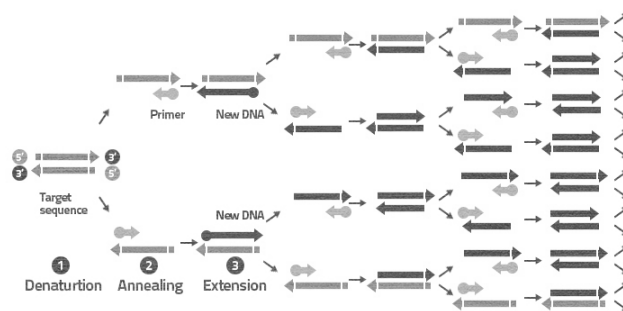 Primer
New DNA
5' 3'
3' 5'
Target
sequence
New DNA
1 2 3
Denaturtion Annealing Extension